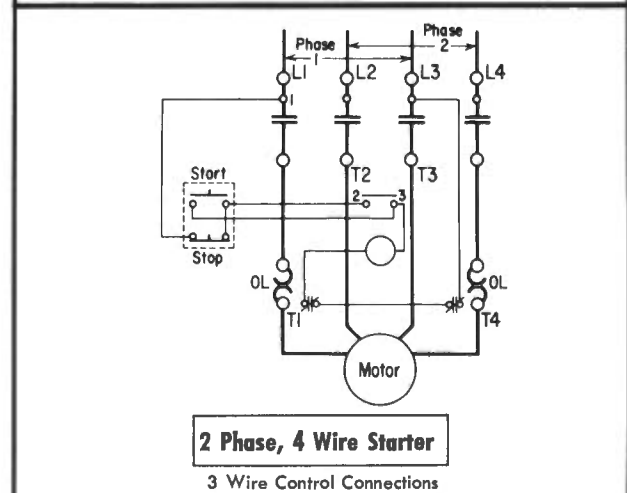 Phase
2
Phase
1
L1 L2 L3 L4
1
T2 T3
Start
2 3
Stop
OL OL
T1 T4
Motor
2 Phase, 4 Wire Starter
3 Wire Control Connections